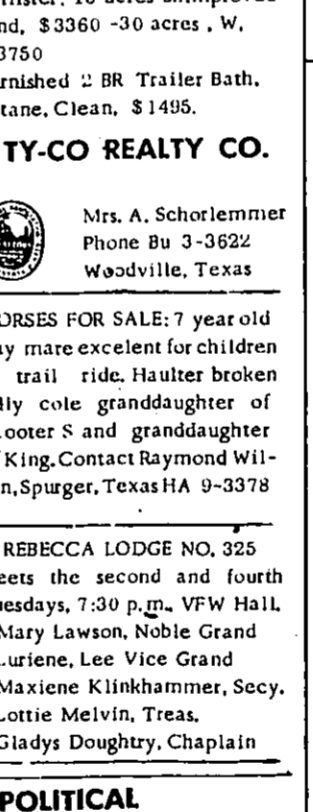 nd, $3360 -30 acres , W.
3750
rnished 2 BR Trailer Bath.
tane, Clean, $1495.
TY-CO REALTY CO.
Mrs. A. Schorlemmer
Phone Bu 3-3622
Woodville, Texas
ORSES FOR SALE: 7 year old
ay mare excelent for children
trail ride. Haulter broken
lly cole granddaughter of
ooter S and granddaughter
King. Contact Raymond Wil-
n, Spurger, Texas HA 9-3378
REBECCA LODGE NO. 325
eets the second and fourth
uesdays, 7:30 p.m., VFW Hall.
Mary Lawson, Noble Grand
Luriene, Lee Vice Grand
Maxiene Klinkhammer, Secy.
Lottie Melvin, Treas.
Gladys Doughtry, Chaplain
POLITICAL